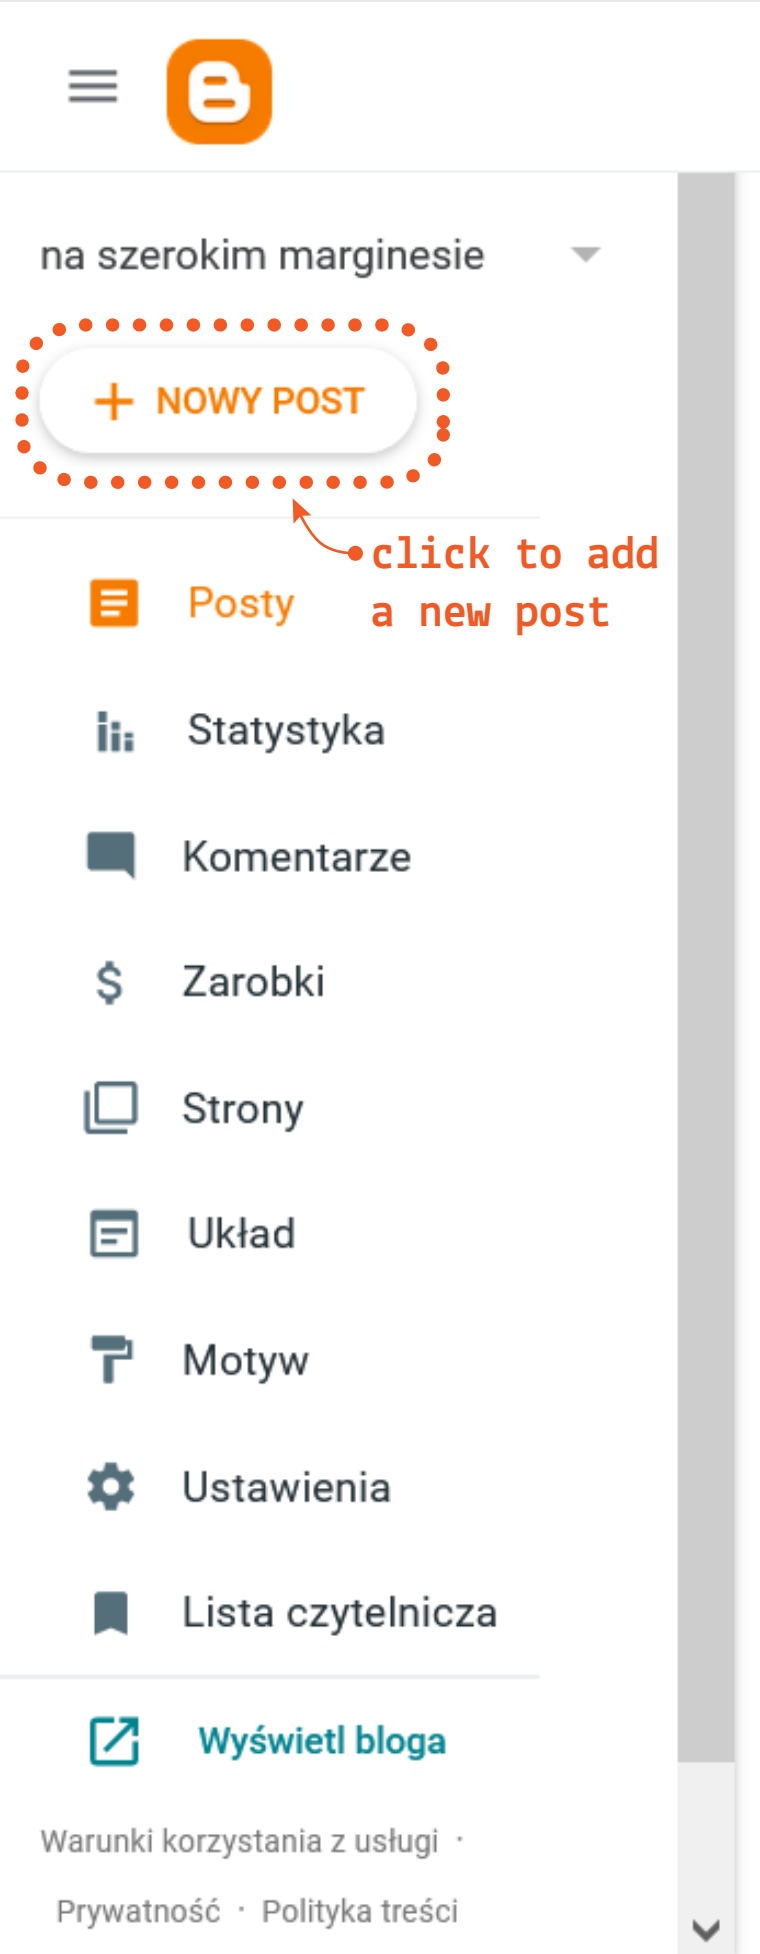 na szerokim marginesie
+ NOWY POST
click to add
a new post
Posty
Statystyka
Komentarze
$ Zarobki
Strony
Układ
Motyw
Ustawienia
Lista czytelnicza
Wyświetl bloga
Warunki korzystania z usługi ·
Prywatność · Polityka treści